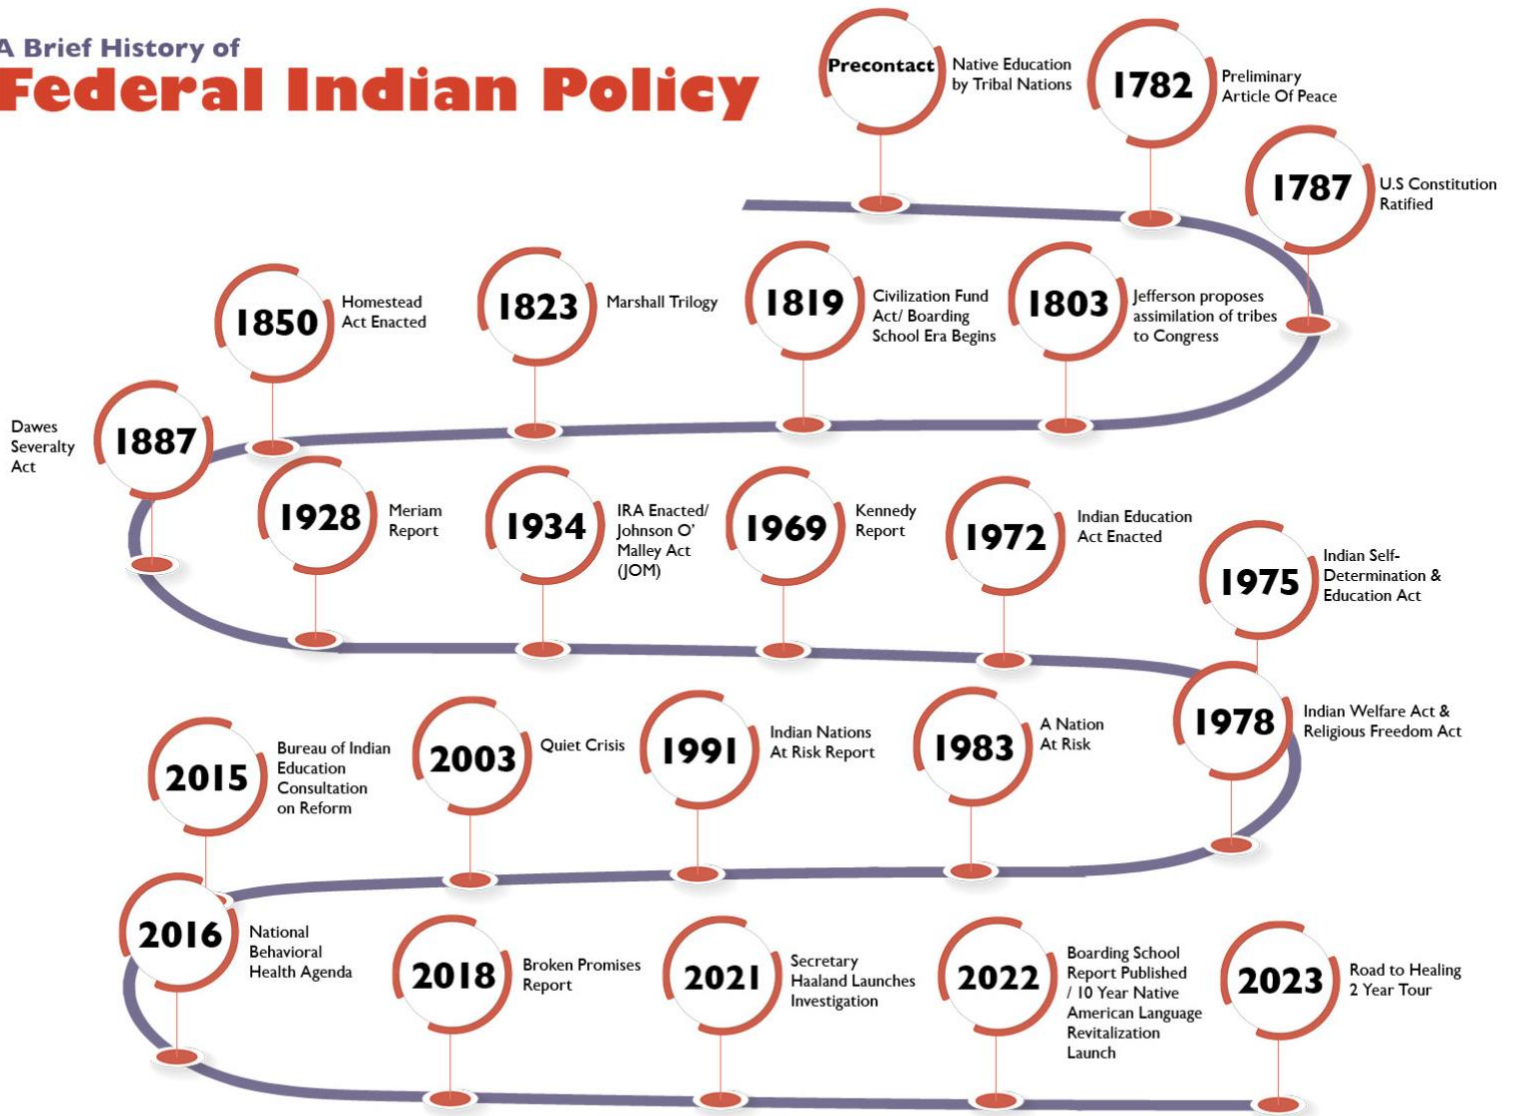 A Brief History of
Federal Indian Policy
Precontact
Native Education
by Tribal Nations
1782
Preliminary
Article Of Peace
1787
U.S Constitution
Ratified
1803
Jefferson proposes
assimilation of tribes
to Congress
1819
Civilization Fund
Act/ Boarding
School Era Begins
1823
Marshall Trilogy
1850
Homestead
Act Enacted
1887
Dawes
Severalty
Act
1928
Meriam
Report
1934
IRA Enacted/
Johnson O'
Malley Act
(JOM)
1969
Kennedy
Report
1972
Indian Education
Act Enacted
1975
Indian Self-
Determination &
Education Act
1978
Indian Welfare Act &
Religious Freedom Act
1983
A Nation
At Risk
1991
Indian Nations
At Risk Report
2003
Quiet Crisis
2015
Bureau of Indian
Education
Consultation
on Reform
2016
National
Behavioral
Health Agenda
2018
Broken Promises
Report
2021
Secretary
Haaland Launches
Investigation
2022
Boarding School
Report Published
/ 10 Year Native
American Language
Revitalization
Launch
2023
Road to Healing
2 Year Tour